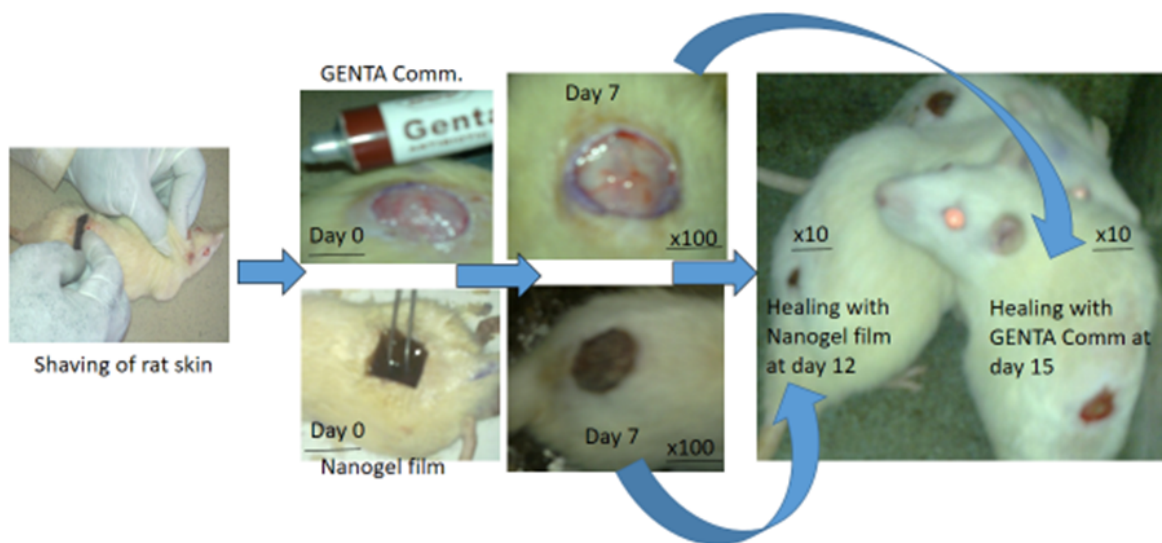 Shaving of rat skin
GENTA Comm.
Genta
Day 0
Day 0
Nanogel film
Day 7
x100
Day 7
x100
x10
Healing with
Nanogel film
at day 12
x10
Healing with
GENTA Comm at
day 15